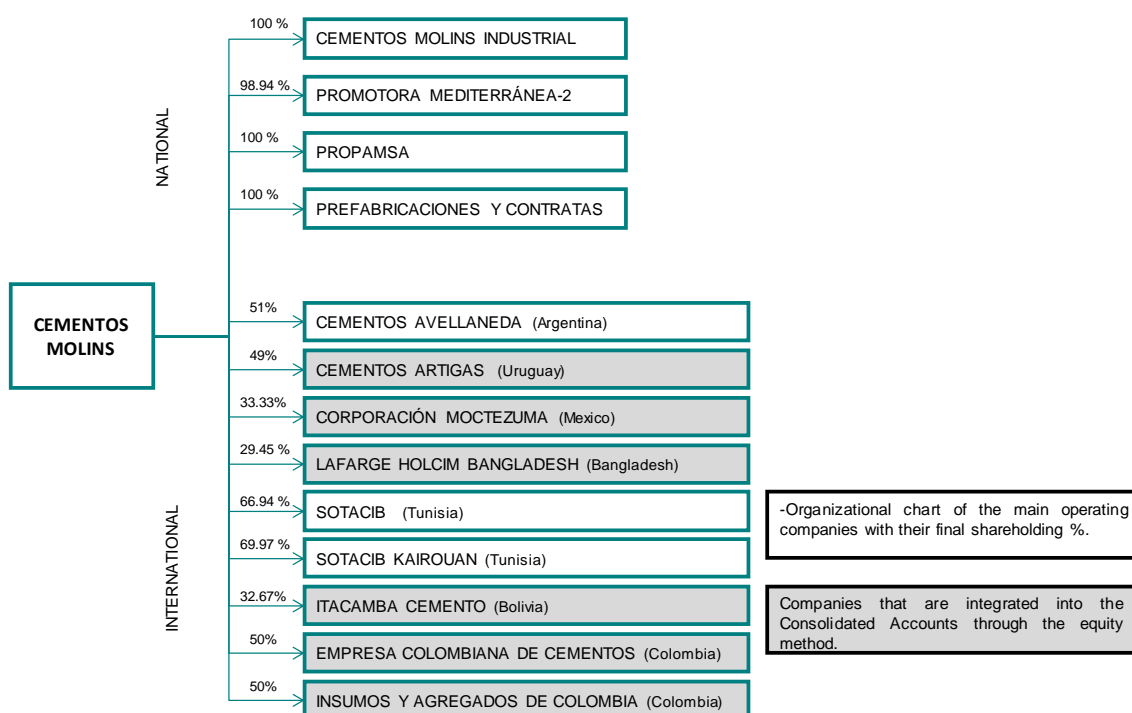 100 %
CEMENTOS MOLINS INDUSTRIAL
98.94 %
PROMOTORA MEDITERRÁNEA-2
NATIONAL
100 %
PROPAMSA
100 %
PREFABRICACIONES Y CONTRATAS
CEMENTOS
MOLINS
51%
CEMENTOS AVELLANEDA (Argentina)
49%
CEMENTOS ARTIGAS (Uruguay)
33.33%
CORPORACIÓN MOCTEZUMA (Mexico)
29.45 %
LAFARGE HOLCIM BANGLADESH (Bangladesh)
INTERNATIONAL
66.94 %
SOTACIB (Tunisia)
69.97 %
SOTACIB KAIROUAN (Tunisia)
32.67%
ITACAMBA CEMENTO (Bolivia)
50%
EMPRESA COLOMBIANA DE CEMENTOS (Colombia)
50%
INSUMOS Y AGREGADOS DE COLOMBIA (Colombia)
-Organizational chart of the main operating
companies with their final shareholding %.
Companies that are integrated into the
Consolidated Accounts through the equity
method.